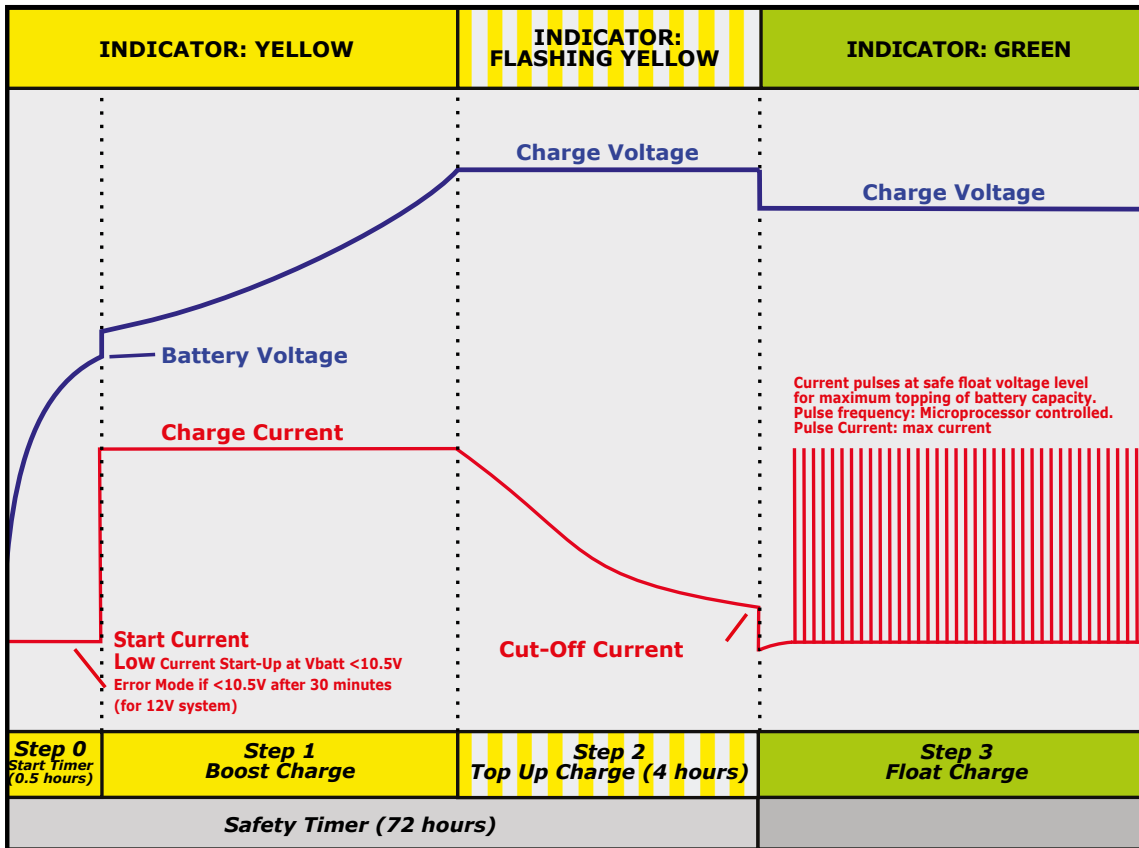 INDICATOR: YELLOW
INDICATOR:
FLASHING YELLOW
INDICATOR: GREEN
Charge Voltage
Charge Voltage
Battery Voltage
Current pulses at safe float voltage level
for maximum topping of battery capacity.
Pulse frequency: Microprocessor controlled.
Pulse Current: max current
Charge Current
Start Current
Low Current Start-Up at Vbatt <10.5V
Error Mode if <10.5V after 30 minutes
(for 12V system)
Cut-Off Current
Step 0
Start Timer
(0.5 hours)
Step 1
Boost Charge
Step 2
Top Up Charge (4 hours)
Step 3
Float Charge
Safety Timer (72 hours)